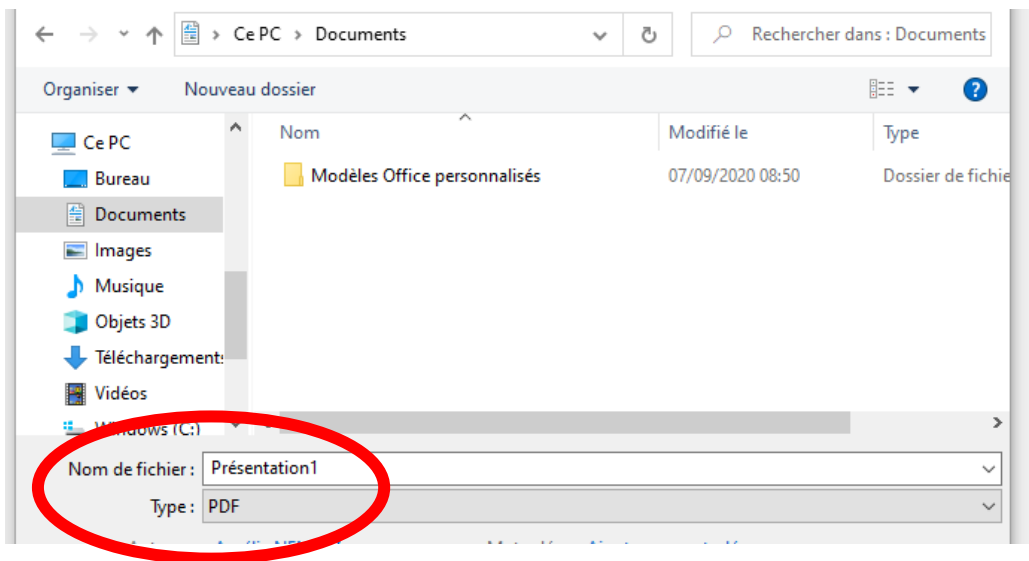 Ce PC > Documents
Rechercher dans : Documents
Organiser
Nouveau dossier
Nom
Modifié le
Type
Ce PC
Bureau
Documents
Images
Musique
Objets 3D
Téléchargements
Vidéos
Windows (C:)
Modèles Office personnalisés
07/09/2020 08:50
Dossier de fichie
Nom de fichier : Présentation1
Type : PDF